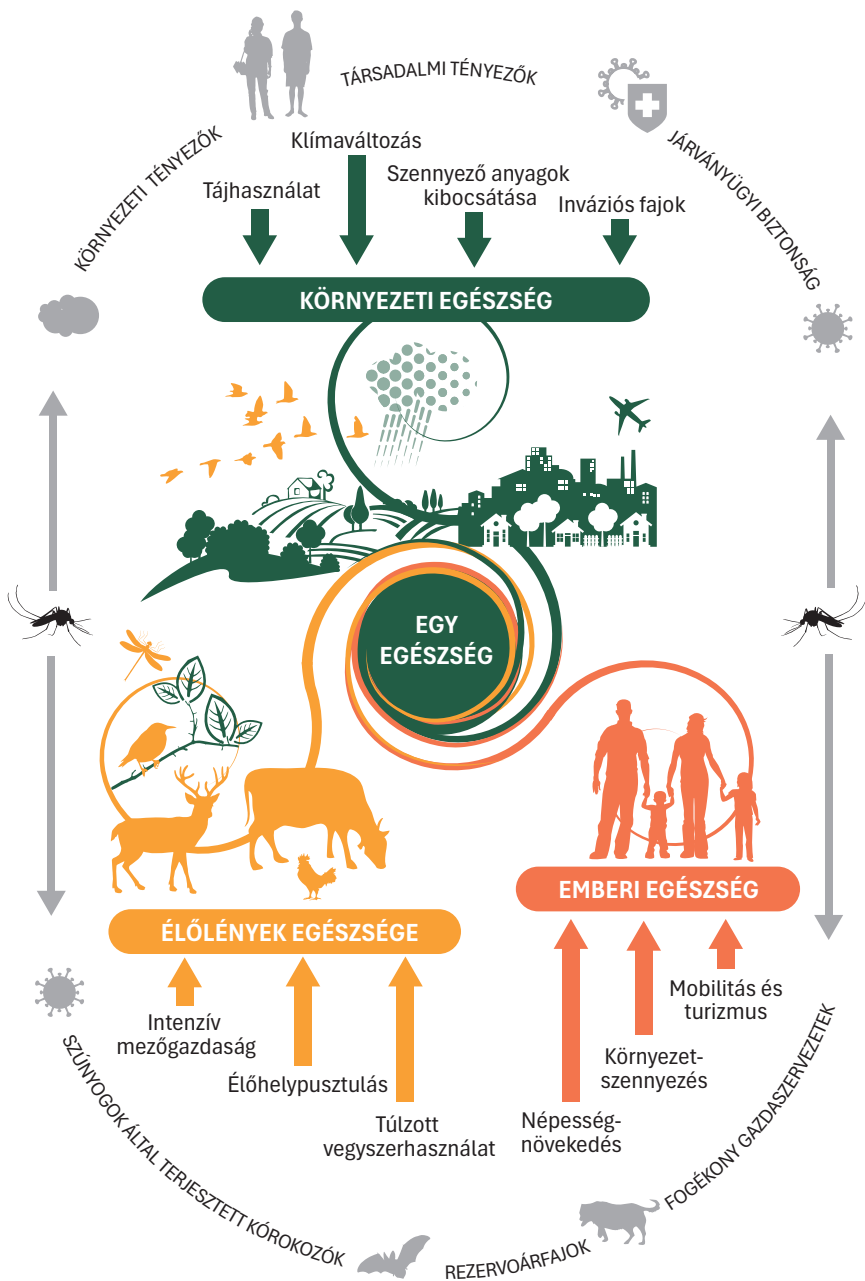 TÁRSADALMI TÉNYEZŐK
KÖRNYEZETI TÉNYEZŐK
JÁRVÁNYÜGYI BIZTONSÁG
Klímaváltozás
Tájhasználat
Szennyező anyagok
kibocsátása
Inváziós fajok
KÖRNYEZETI EGÉSZSÉG
EGY
EGÉSZSÉG
EMBERI EGÉSZSÉG
ÉLŐLÉNYEK EGÉSZSÉGE
Intenzív
mezőgazdaság
Élőhelypusztulás
Túlzott
vegyszerhasználat
Mobilitás és
turizmus
Környezet-
szennyezés
Népesség-
növekedés
SZÚNYOGOK ÁLTAL TERJESZTETT KÓROKOZÓK
REZERVOÁRFAJOK
FOGÉKONY GAZDASZERVEZETEK